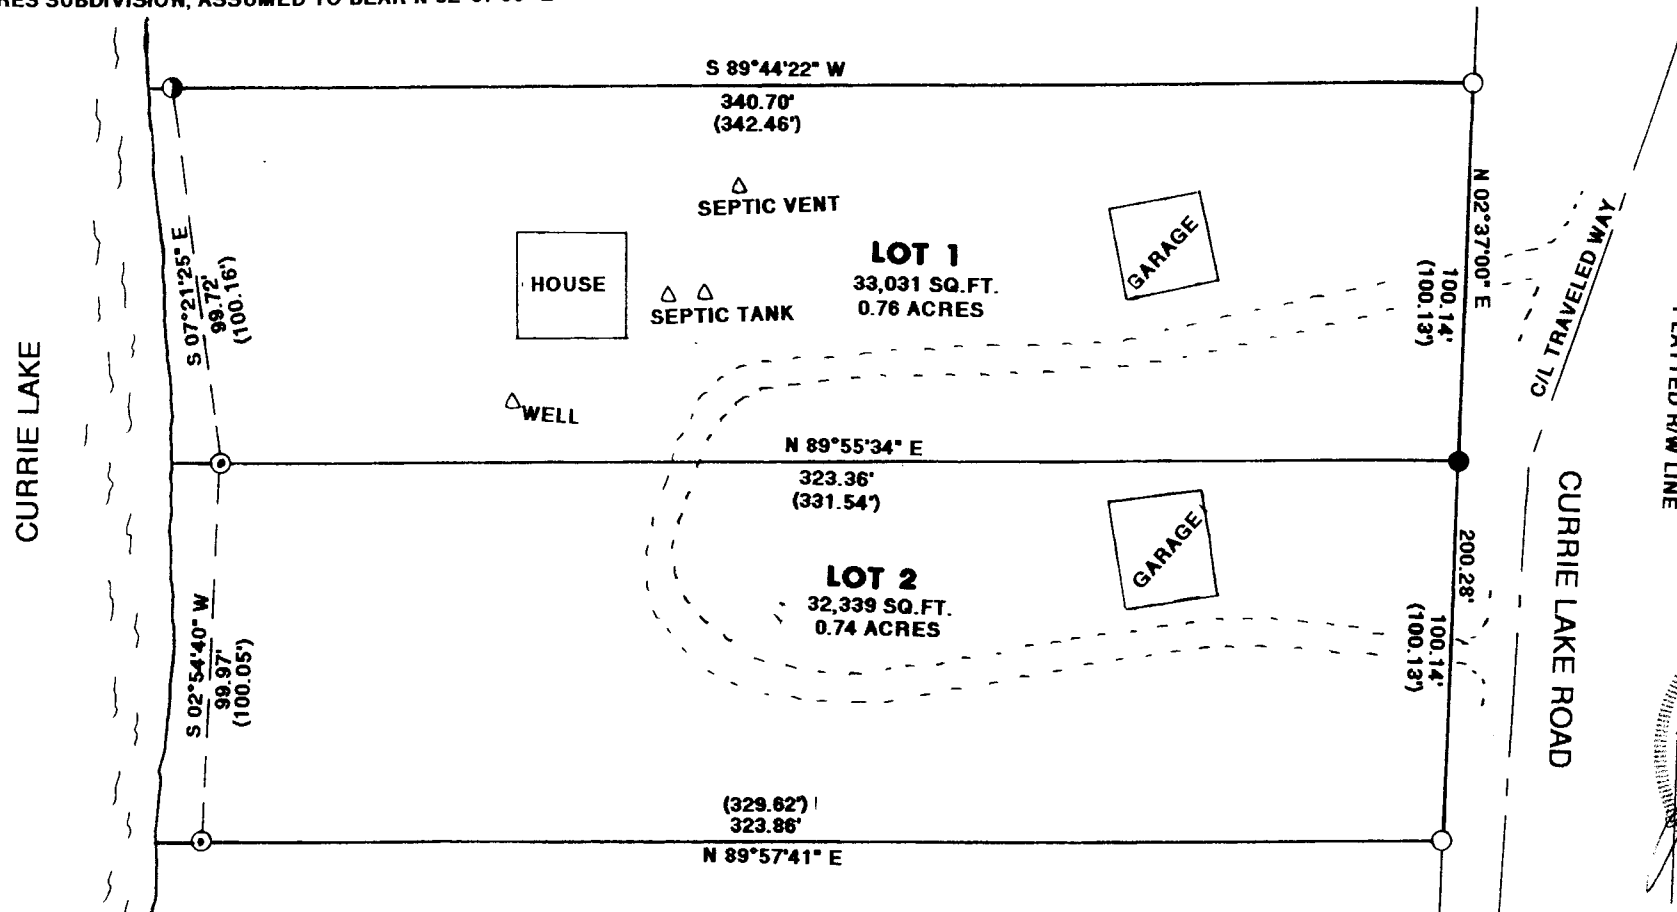 S 89°44'22" W
340.70'
(342.46')
SEPTIC VENT
LOT 1
33,031 SQ.FT.
0.76 ACRES
HOUSE
GARAGE
SEPTIC TANK
WELL
S 07°21'25" E
99.72'
(100.16')
N 02°37'00" E
100.14'
(100.13')
C/L TRAVELED WAY
CURRIE LAKE
N 89°55'34" E
323.36'
(331.54')
GARAGE
LOT 2
32,339 SQ.FT.
0.74 ACRES
S 02°54'40" W
99.97'
(100.05')
200.28'
100.14'
(100.13')
CURRIE LAKE ROAD
R/W LINE
(329.62')
323.86'
N 89°57'41" E